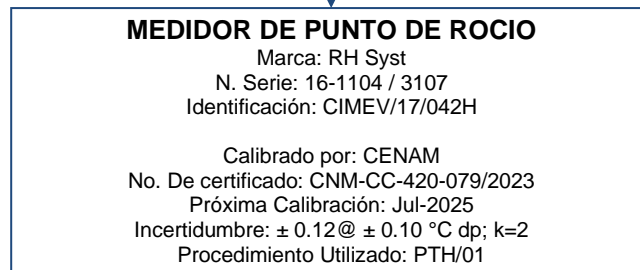 MEDIDOR DE PUNTO DE ROCIO
Marca: RH Syst
N. Serie: 16-1104 / 3107
Identificación: CIMEV/17/042H
Calibrado por: CENAM
No. De certificado: CNM-CC-420-079/2023
Próxima Calibración: Jul-2025
Incertidumbre: ± 0.12@ ± 0.10 °C dp; k=2
Procedimiento Utilizado: PTH/01